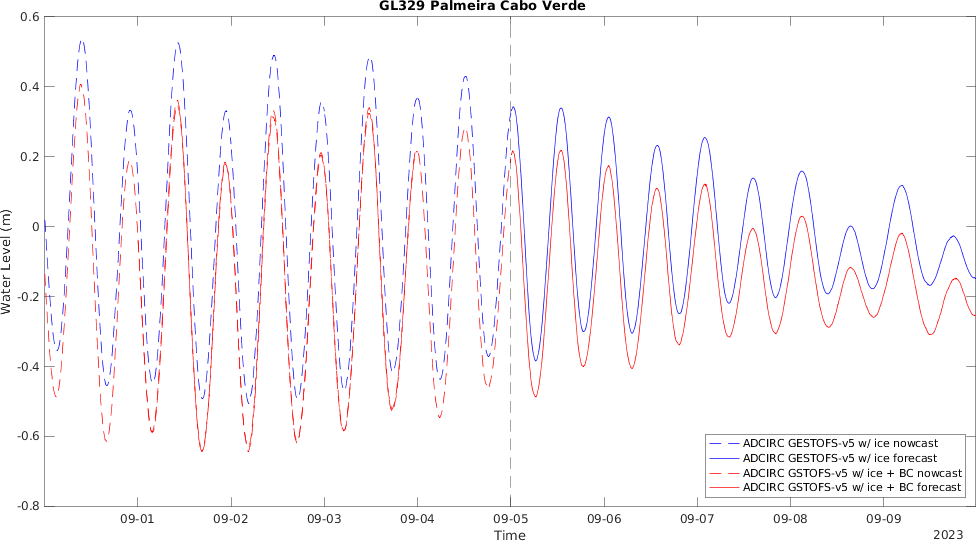 GL329 Palmeira Cabo Verde
0.6
0.4
0.2
0
-0.2
-0.4
-0.6
-0.8
Water Level (m)
ADCIRC GESTOFS-v5 w/ ice nowcast
ADCIRC GESTOFS-v5 w/ ice forecast
ADCIRC GSTOFS-v5 w/ ice + BC nowcast
ADCIRC GSTOFS-v5 w/ ice + BC forecast
09-01 09-02 09-03 09-04 09-05 09-06 09-07 09-08 09-09
Time
2023